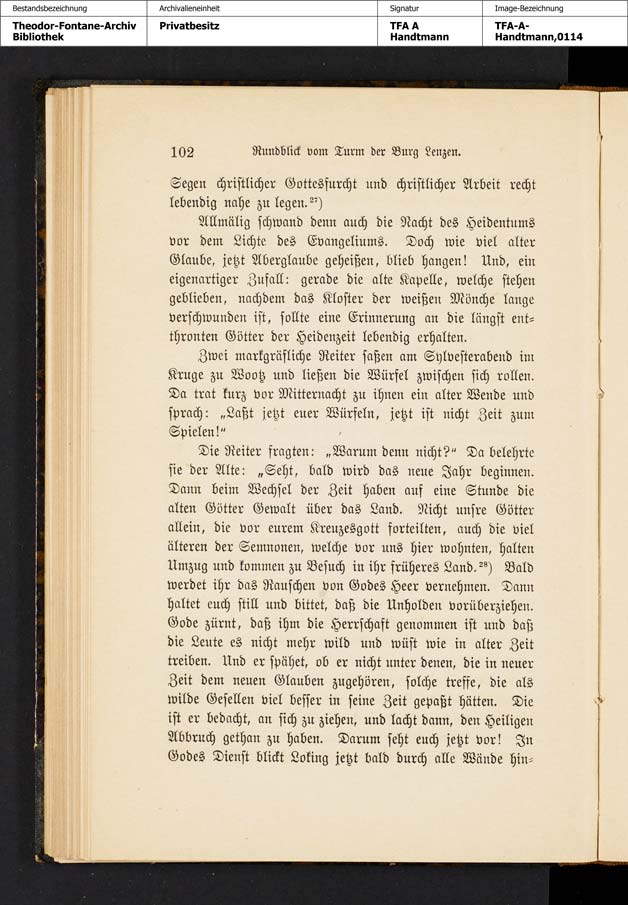 Bestandsbezeichnung Archivalieneinheit Signatur Image-Bezeichnung
Theodor-Fontane-Archiv Privatbesitz TFA A TFA-A-
Bibliothek Handtmann Handtmann,0114
102 Rundblick vom Turm der Burg Lenzen.
Segen christlicher Gottesfurcht und christlicher Arbeit recht
lebendig nahe zu legen.²⁷)
Allmälig schwand denn auch die Nacht des Heidentums
vor dem Lichte des Evangeliums. Doch wie viel alter
Glaube, jetzt Aberglaube geheißen, blieb hangen! Und, ein
eigenartiger Zufall: gerade die alte Kapelle, welche stehen
geblieben, nachdem das Kloster der weißen Mönche lange
verschwunden ist, sollte eine Erinnerung an die längst ent-
thronten Götter der Heidenzeit lebendig erhalten.
Zwei markgräfliche Reiter saßen am Sylvesterabend im
Kruge zu Wootz und ließen die Würfel zwischen sich rollen.
Da trat kurz vor Mitternacht zu ihnen ein alter Wende und
sprach: „Laßt jetzt euer Würfeln, jetzt ist nicht Zeit zum
Spielen!“
Die Reiter fragten: „Warum denn nicht?“ Da belehrte
sie der Alte: „Seht, bald wird das neue Jahr beginnen.
Dann beim Wechsel der Zeit haben auf eine Stunde die
alten Götter Gewalt über das Land. Nicht unsre Götter
allein, die vor eurem Kreuzesgott forteilten, auch die viel
älteren der Semnonen, welche vor uns hier wohnten, halten
Umzug und kommen zu Besuch in ihr früheres Land.²⁸) Bald
werdet ihr das Rauschen von Godes Heer vernehmen. Dann
haltet euch still und bittet, daß die Unholden vorüberziehen.
Gode zürnt, daß ihm die Herrschaft genommen ist und daß
die Leute es nicht mehr wild und wüst wie in alter Zeit
treiben. Und er spähet, ob er nicht unter denen, die in neuer
Zeit dem neuen Glauben zugehören, solche treffe, die als
wilde Gesellen viel besser in seine Zeit gepaßt hätten. Die
ist er bedacht, an sich zu ziehen, und lacht dann, den Heiligen
Abbruch gethan zu haben. Darum seht euch jetzt vor! In
Godes Dienst blickt Loking jetzt bald durch alle Wände hin-